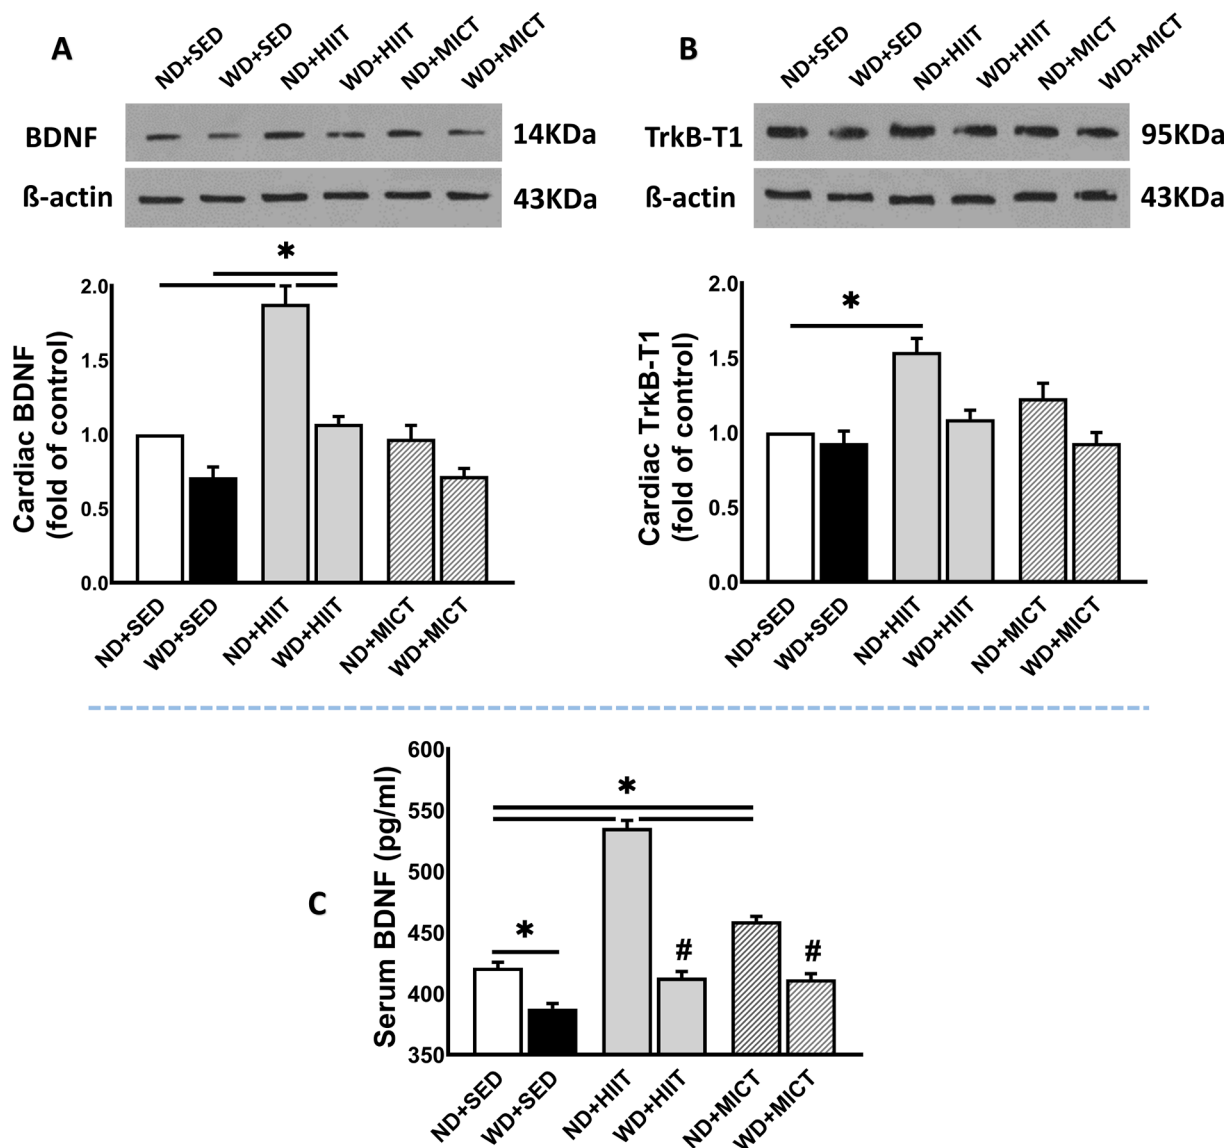 A
ND+SED
WD+SED
ND+HIIT
WD+HIIT
ND+MICT
WD+MICT
BDNF
14KDa
ß-actin
43KDa
*
Cardiac BDNF
(fold of control)
2.0
1.5
1.0
0.5
0.0
ND+SED
WD+SED
ND+HIIT
WD+HIIT
ND+MICT
WD+MICT
B
ND+SED
WD+SED
ND+HIIT
WD+HIIT
ND+MICT
WD+MICT
TrkB-T1
95KDa
ß-actin
43KDa
*
Cardiac TrkB-T1
(fold of control)
2.0
1.5
1.0
0.5
0.0
ND+SED
WD+SED
ND+HIIT
WD+HIIT
ND+MICT
WD+MICT
C
Serum BDNF (pg/ml)
600
550
500
450
400
350
*
*
#
#
ND+SED
WD+SED
ND+HIIT
WD+HIIT
ND+MICT
WD+MICT